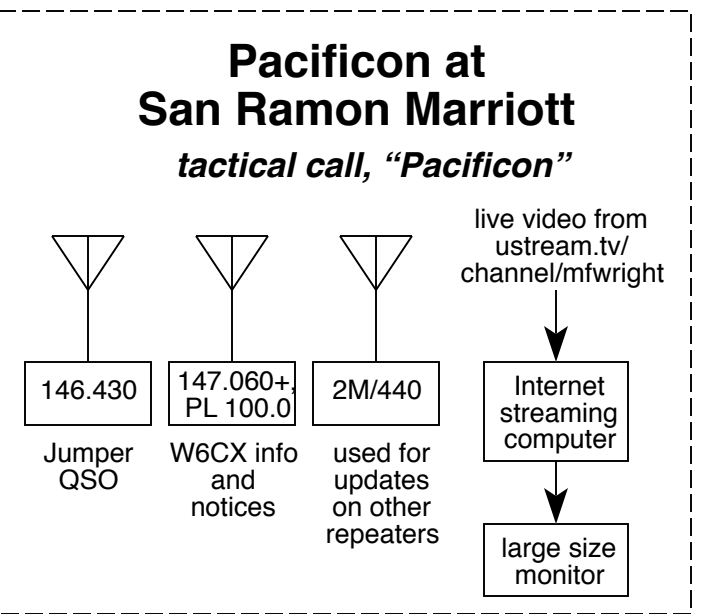 Pacificon at
San Ramon Marriott
tactical call, “Pacificon”
live video from
ustream.tv/
channel/mfwright
146.430
147.060+,
PL 100.0
2M/440
Internet
streaming
computer
Jumper
QSO
W6CX info
and
notices
used for
updates
on other
repeaters
large size
monitor